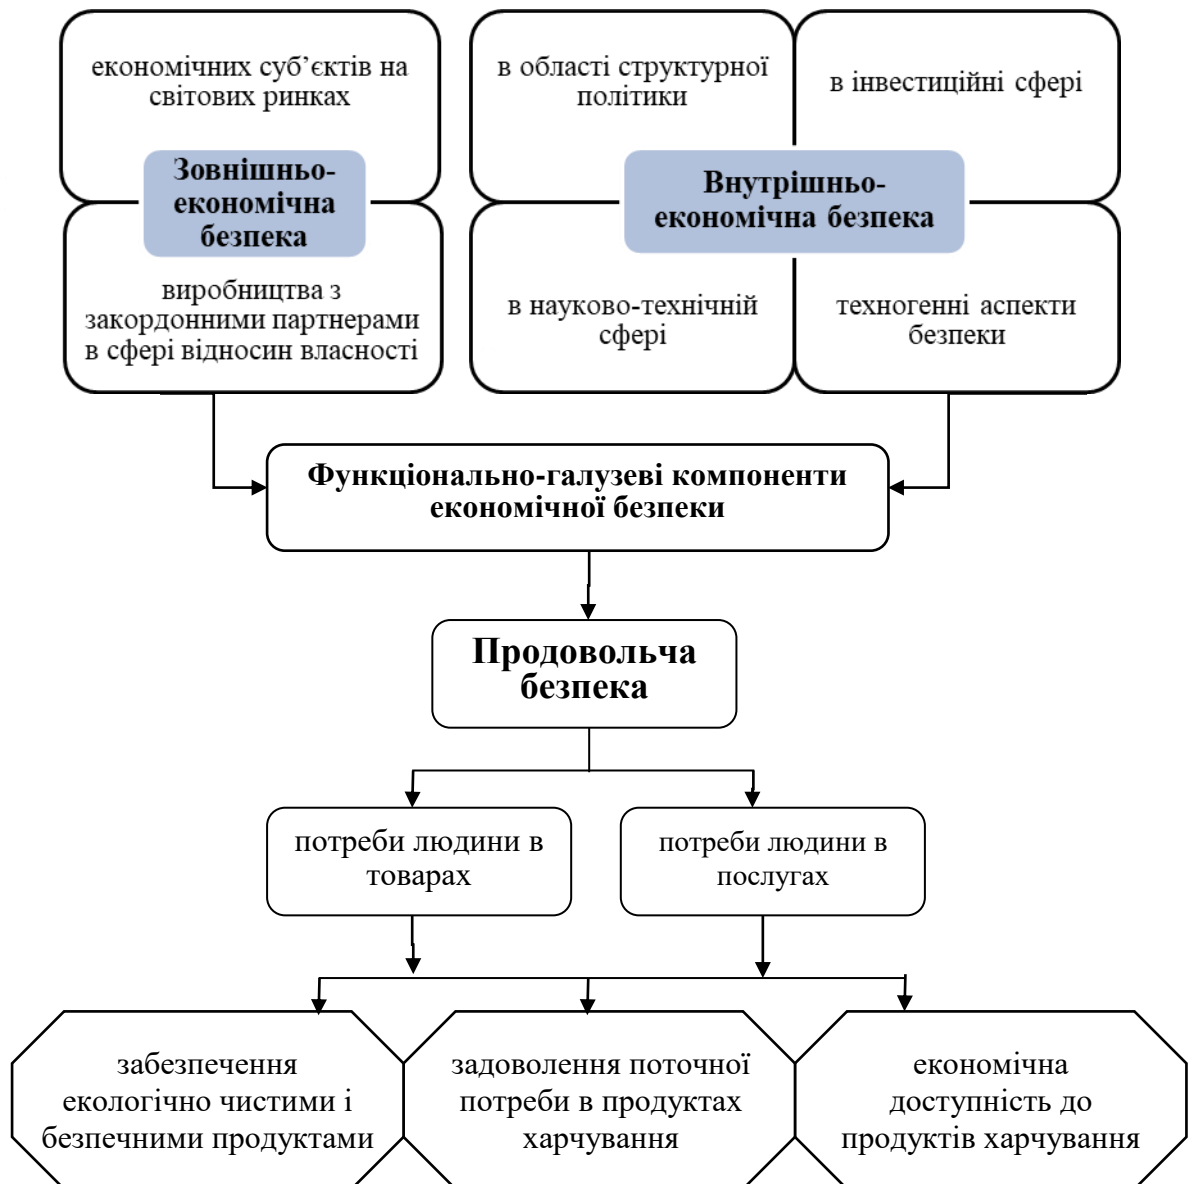 економічних суб’єктів на
світових ринках
Зовнішньо-
економічна
безпека
виробництва з
закордонними партнерами
в сфері відносин власності
в області структурної
політики
в інвестиційні сфері
Внутрішньо-
економічна безпека
в науково-технічній
сфері
техногенні аспекти
безпеки
Функціонально-галузеві компоненти
економічної безпеки
Продовольча
безпека
потреби людини в
товарах
потреби людини в
послугах
забезпечення
екологічно чистими і
безпечними продуктами
задоволення поточної
потреби в продуктах
харчування
економічна
доступність до
продуктів харчування